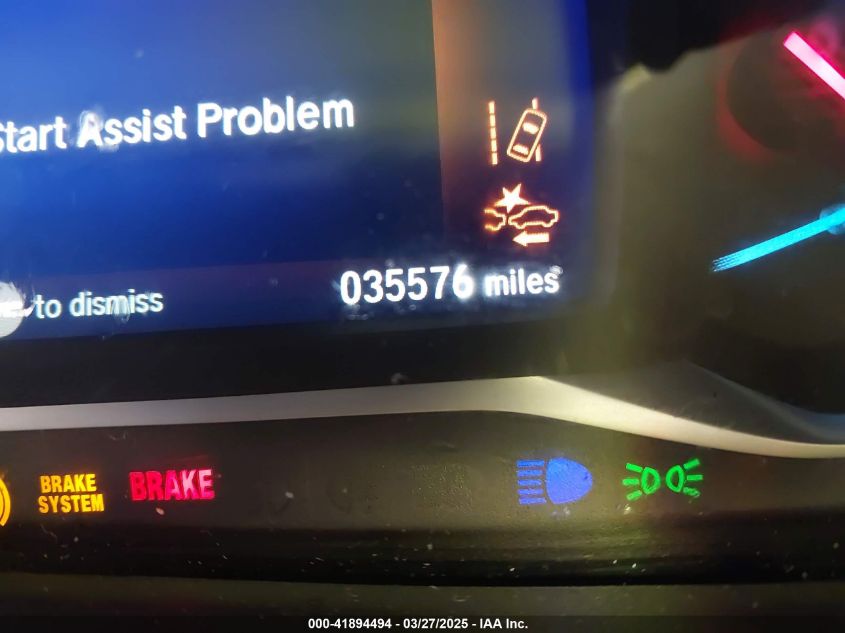 Start Assist Problem
035576 miles
to dismiss
BRAKE
SYSTEM
BRAKE
000-41894494 - 03/27/2025 - IAA Inc.